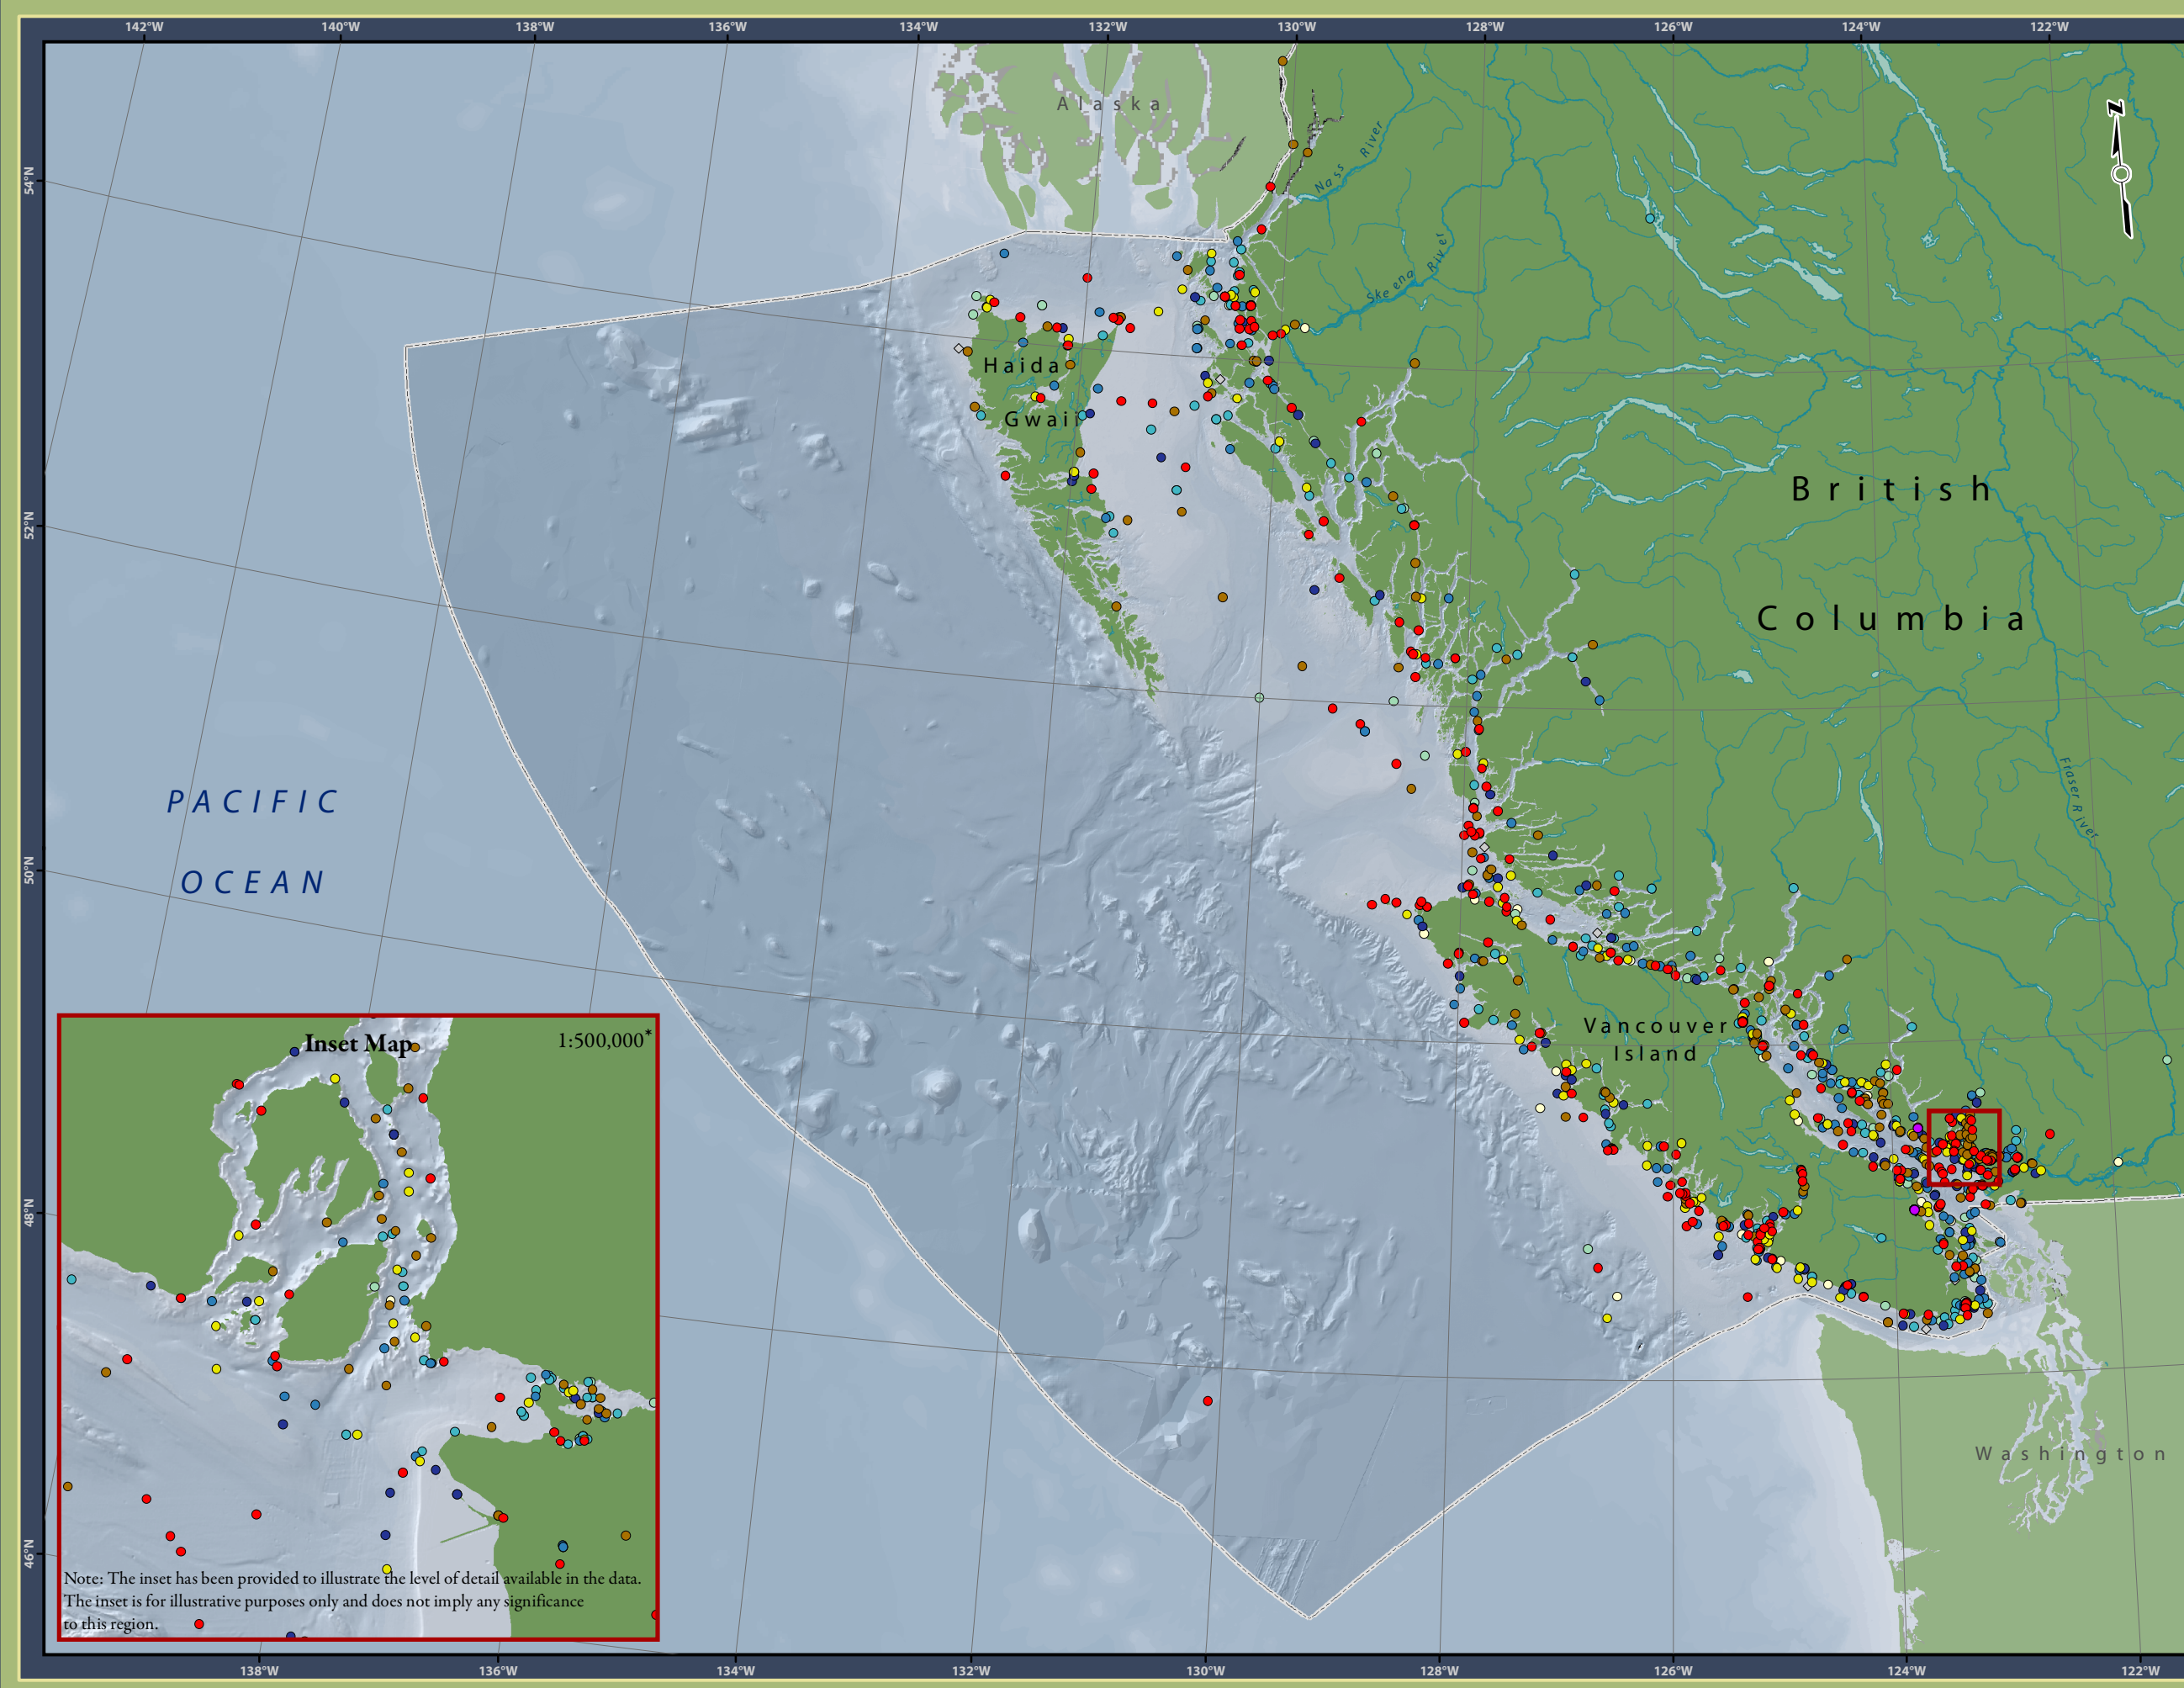 142°W 140°W 138°W 136°W 134°W 132°W 130°W 128°W 126°W 124°W 122°W
Alaska
N
Nass River
54°N
Skeena River
Haida
Gwaii
British
52°N
Columbia
PACIFIC
Fraser River
OCEAN
50°N
Vancouver
Island
Inset Map
1:500,000*
48°N
Washington
46°N
Note: The inset has been provided to illustrate the level of detail available in the data.
The inset is for illustrative purposes only and does not imply any significance
to this region.
138°W 136°W 134°W 132°W 130°W 128°W 126°W 124°W 122°W